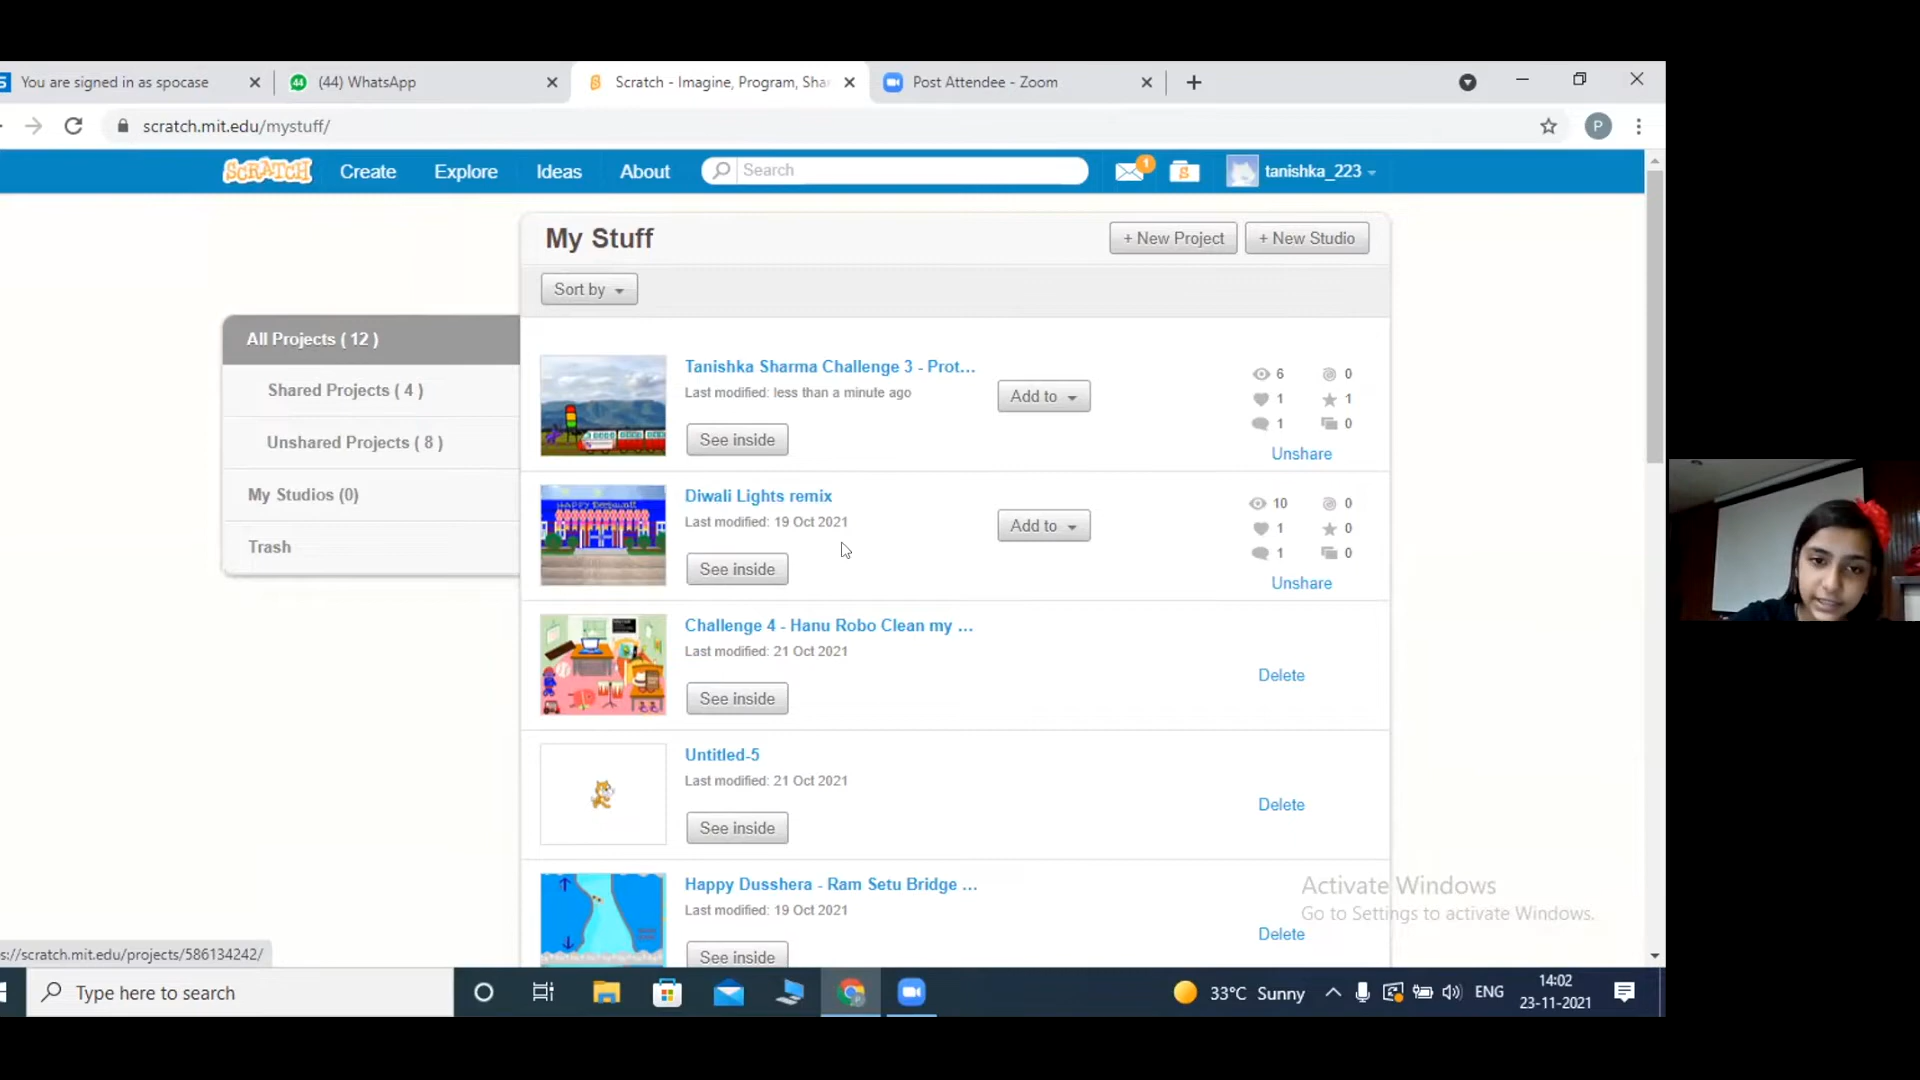 You are signed in as spocase
(44) WhatsApp
Scratch - Imagine, Program, Sha
Post Attendee - Zoom
scratch.mit.edu/mystuff/
P
SCRATCH
Create
Explore
Ideas
About
Search
1
tanishka_223
My Stuff
+ New Project
+ New Studio
Sort by
All Projects ( 12 )
Shared Projects ( 4 )
Unshared Projects ( 8 )
My Studios (0)
Trash
Tanishka Sharma Challenge 3 - Prot...
Last modified: less than a minute ago
See inside
Add to
6 0
1 1
1 0
Unshare
Diwali Lights remix
Last modified: 19 Oct 2021
See inside
Add to
10 0
1 0
1 0
Unshare
Challenge 4 - Hanu Robo Clean my ...
Last modified: 21 Oct 2021
See inside
Delete
Untitled-5
Last modified: 21 Oct 2021
See inside
Delete
Happy Dusshera - Ram Setu Bridge ...
Last modified: 19 Oct 2021
See inside
Delete
Activate Windows
Go to Settings to activate Windows.
s://scratch.mit.edu/projects/586134242/
Type here to search
33°C Sunny
ENG
14:02
23-11-2021